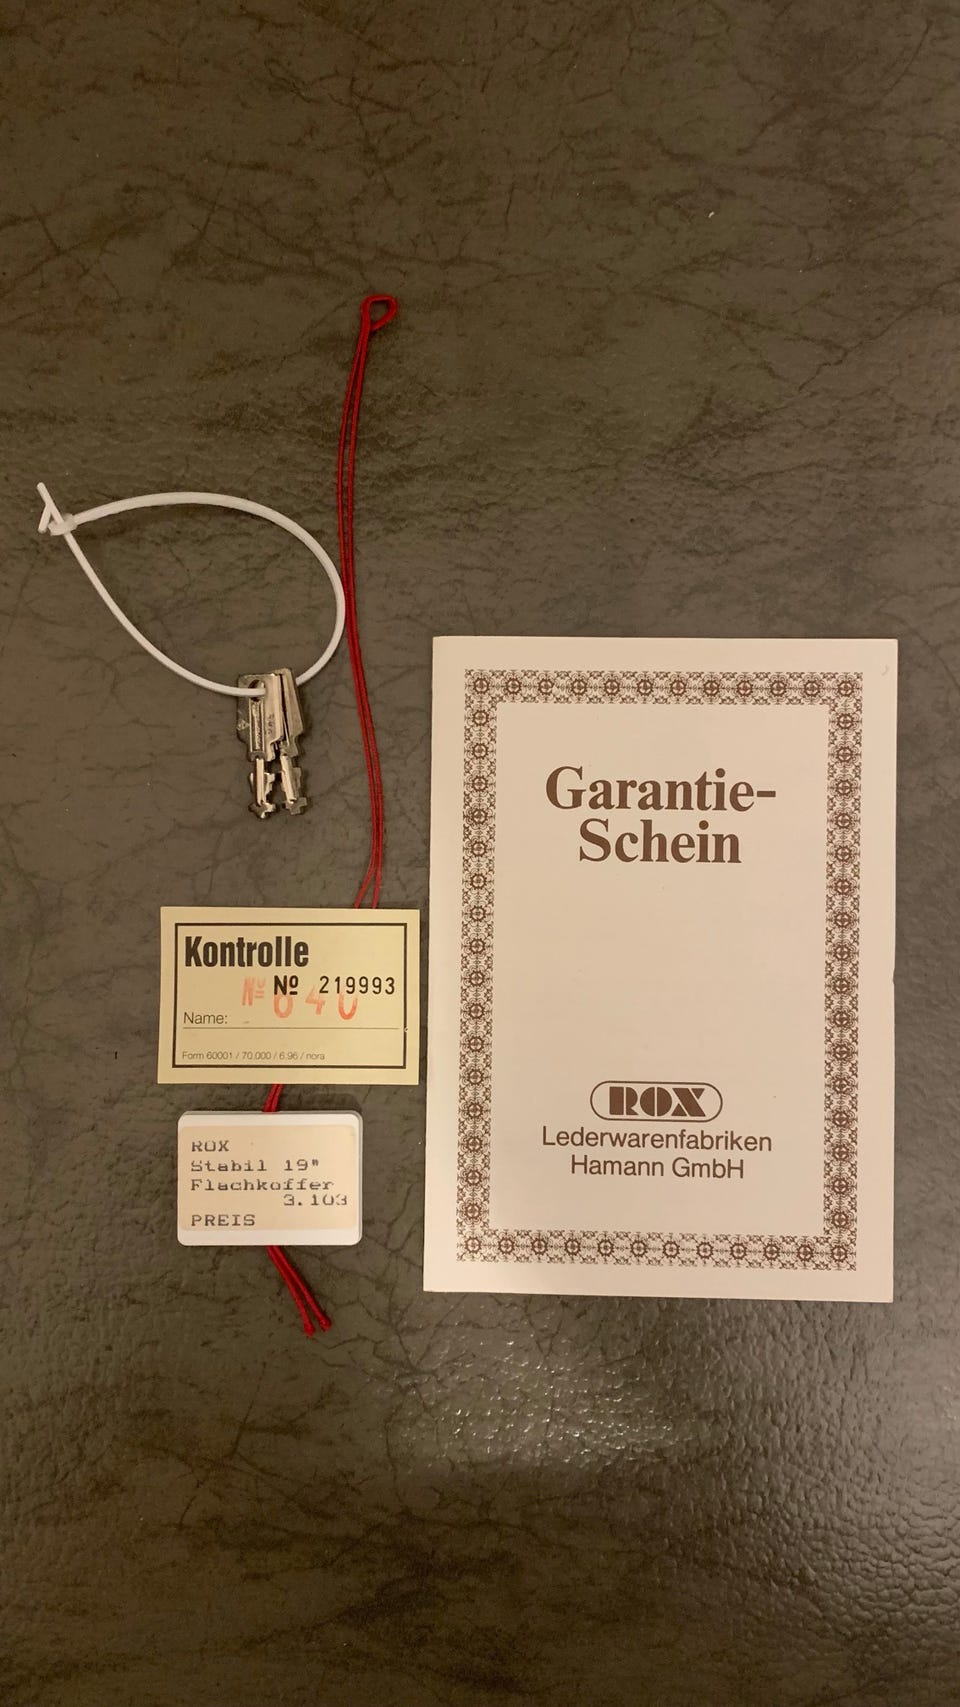 Garantie-
Schein
ROX
Lederwarenfabriken
Hamann GmbH
Kontrolle
Nº 219993
Nº 640
Name:
Form 60001 / 70.000 / 6.96 / nora
ROX
Stabil 19"
Flachkoffer
3.103
PREIS